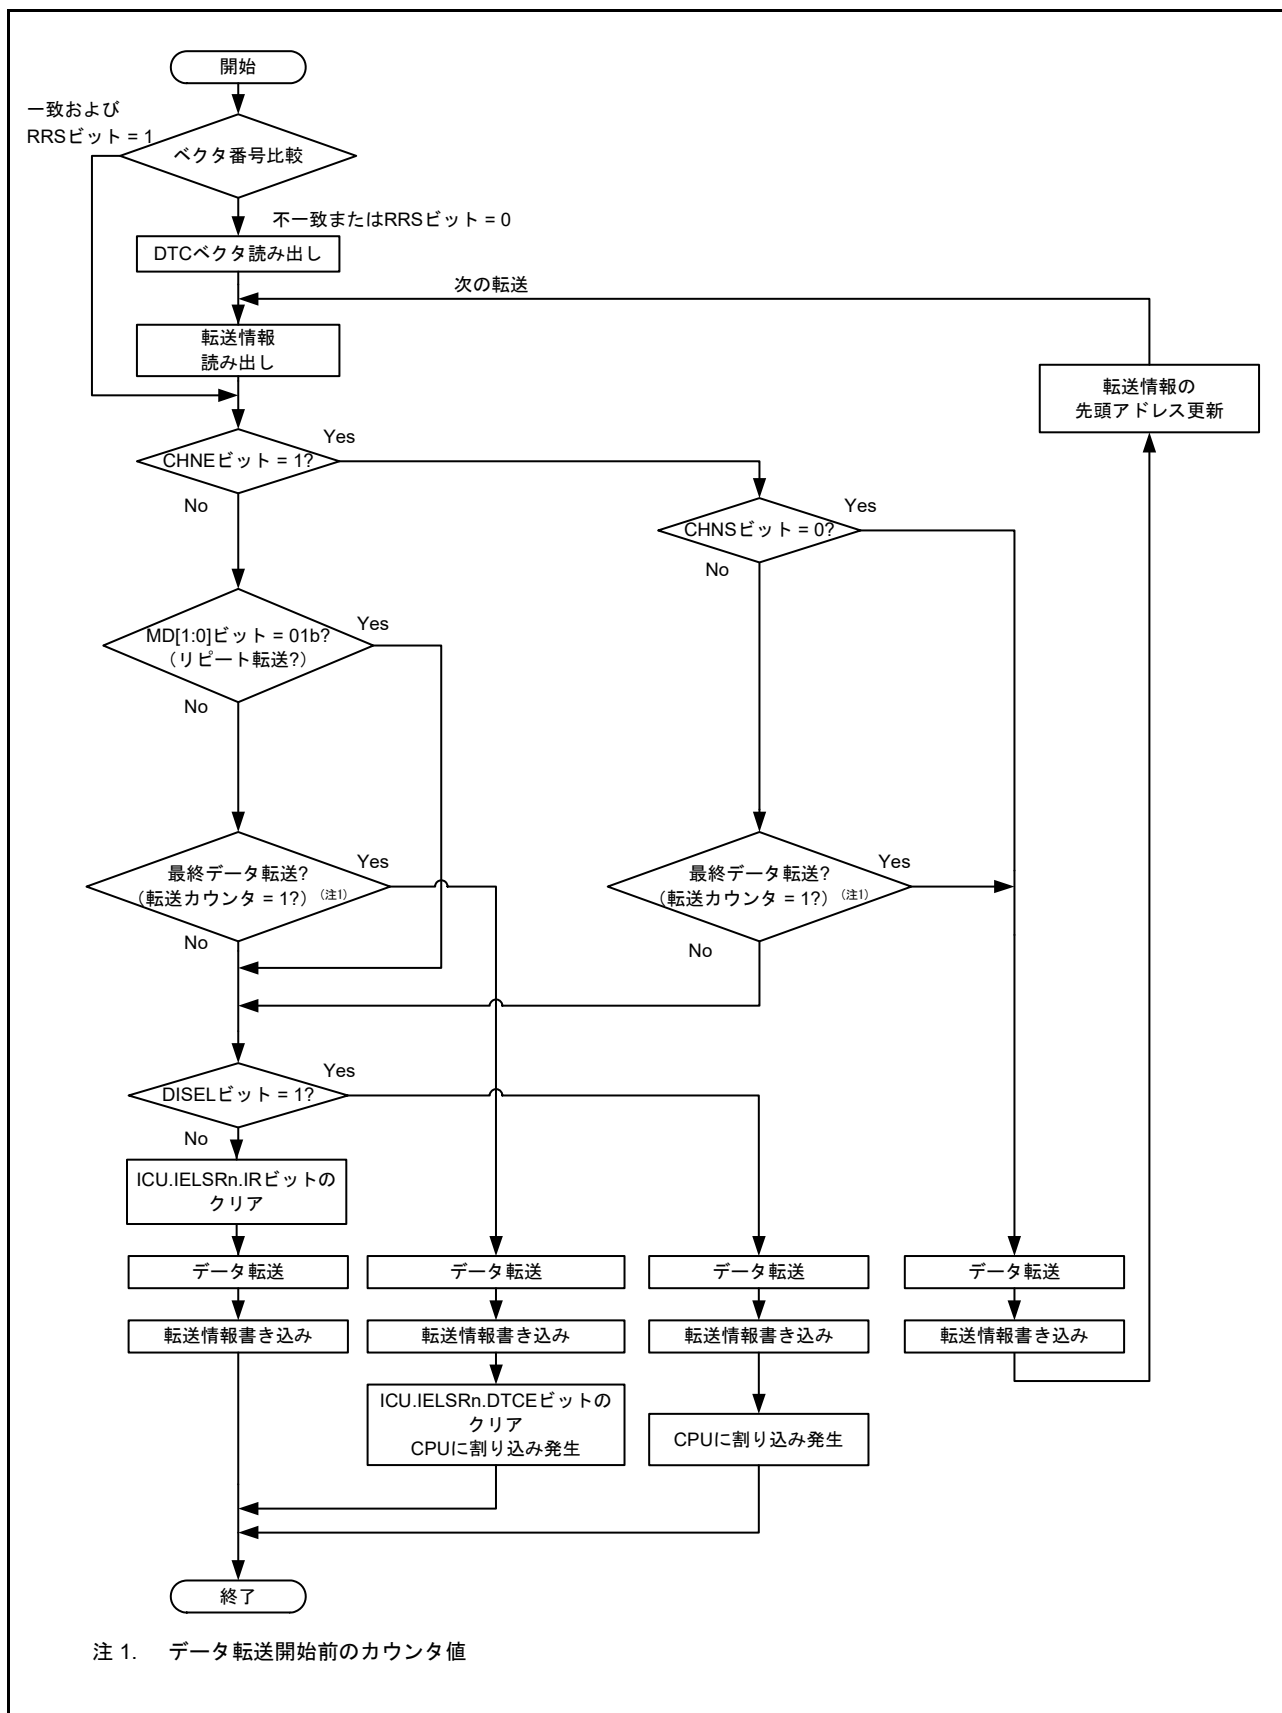 開始
一致および
RRSビット = 1
ベクタ番号比較
不一致またはRRSビット = 0
DTCベクタ読み出し
次の転送
転送情報
読み出し
転送情報の
先頭アドレス更新
CHNEビット = 1?
Yes
No
CHNSビット = 0?
Yes
No
MD[1:0]ビット = 01b?
(リピート転送?)
Yes
No
最終データ転送?
(転送カウンタ = 1?) (注1)
Yes
No
最終データ転送?
(転送カウンタ = 1?) (注1)
Yes
No
DISELビット = 1?
Yes
No
ICU.IELSRn.IRビットの
クリア
データ転送
データ転送
データ転送
データ転送
転送情報書き込み
転送情報書き込み
転送情報書き込み
転送情報書き込み
ICU.IELSRn.DTCEビットの
クリア
CPUに割り込み発生
CPUに割り込み発生
終了
注 1. データ転送開始前のカウンタ値